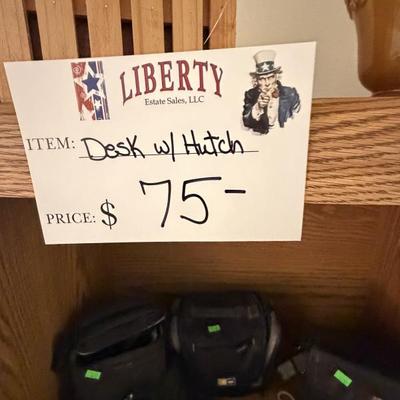 LIBERTY
Estate Sales, LLC
ITEM: Desk w/ Hutch
PRICE: $ 75-